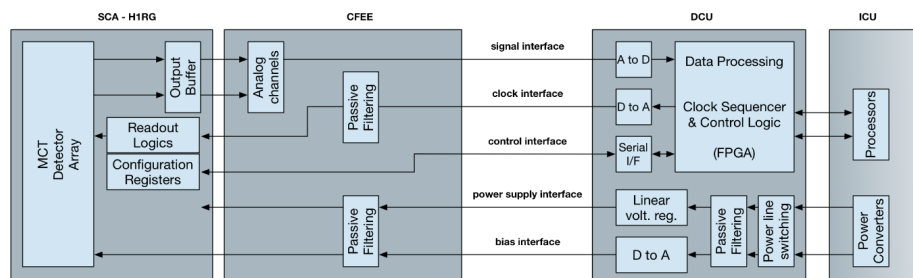 SCA - H1RG
CFEE
DCU
ICU
MCT
Detector
Array
Output
Buffer
Readout
Logics
Configuration
Registers
Analog
channels
Passive
Filtering
Passive
Filtering
signal interface
clock interface
control interface
power supply interface
bias interface
A to D
D to A
Serial
I/F
Data Processing
Clock Sequencer
& Control Logic
(FPGA)
Linear
volt. reg.
D to A
Passive
Filtering
Power line
switching
Processors
Power
Converters